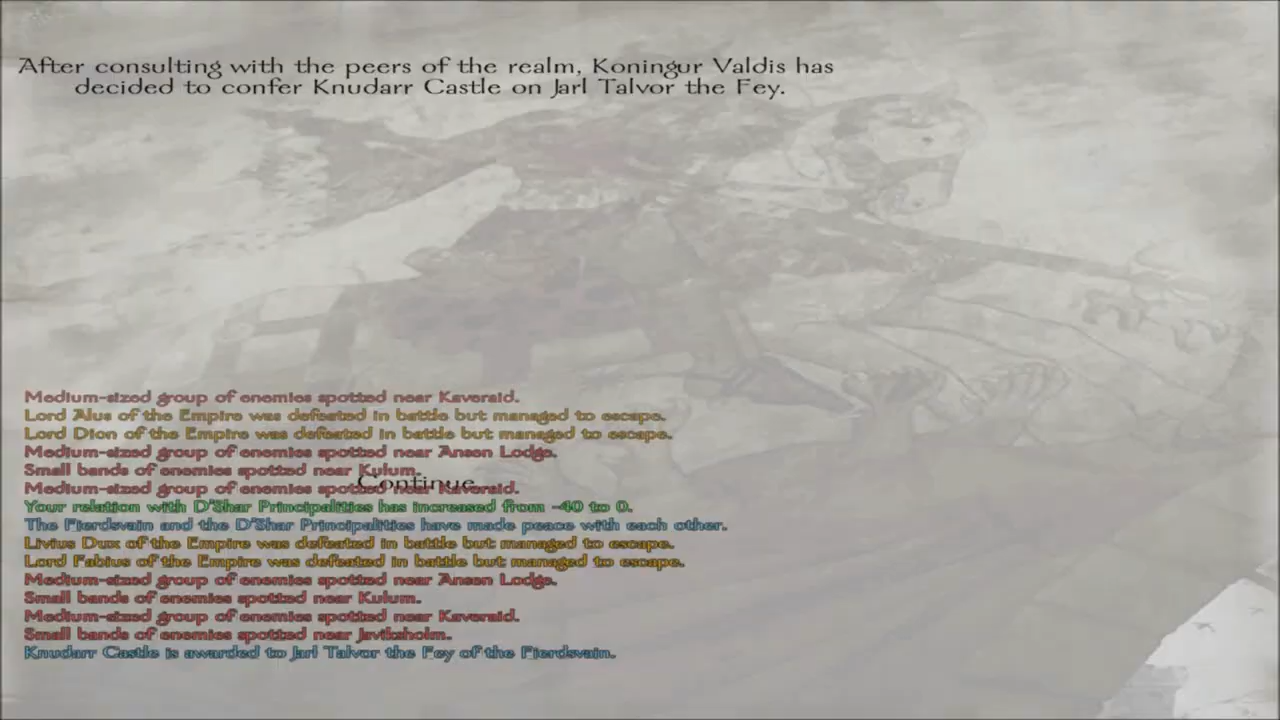 After consulting with the peers of the realm, Koningur Valdis has
decided to confer Knudarr Castle on Jarl Talvor the Fey.
Medium-sized group of enemies spotted near Kaveraid.
Lord Alus of the Empire was defeated in battle but managed to escape.
Lord Dion of the Empire was defeated in battle but managed to escape.
Medium-sized group of enemies spotted near Ansen Lodge.
Small bands of enemies spotted near Kulum.
Continue...
Medium-sized group of enemies spotted near Kaveraid.
Your relation with D'Shar Principalities has increased from -40 to 0.
The Fierdsvain and the D'Shar Principalities have made peace with each other.
Livius Dux of the Empire was defeated in battle but managed to escape.
Lord Fabius of the Empire was defeated in battle but managed to escape.
Medium-sized group of enemies spotted near Ansen Lodge.
Small bands of enemies spotted near Kulum.
Medium-sized group of enemies spotted near Kaveraid.
Small bands of enemies spotted near Javiksholm.
Knudarr Castle is awarded to Jarl Talvor the Fey of the Fierdsvain.